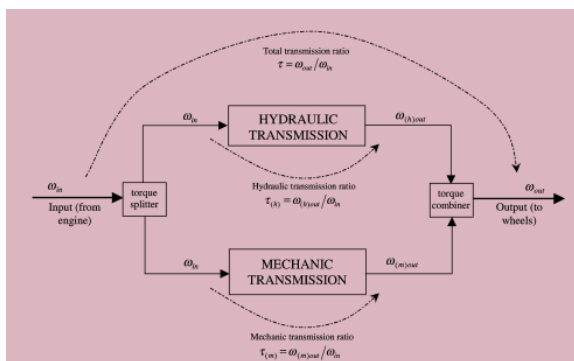 Total transmission ratio
τ = ω_out/ω_in
ω_in
HYDRAULIC
TRANSMISSION
ω_(h)out
ω_in
Input (from
engine)
torque
splitter
Hydraulic transmission ratio
τ_(h) = ω_(h)out/ω_in
torque
combiner
ω_out
Output (to
wheels)
ω_in
MECHANIC
TRANSMISSION
ω_(m)out
Mechanic transmission ratio
τ_(m) = ω_(m)out/ω_in